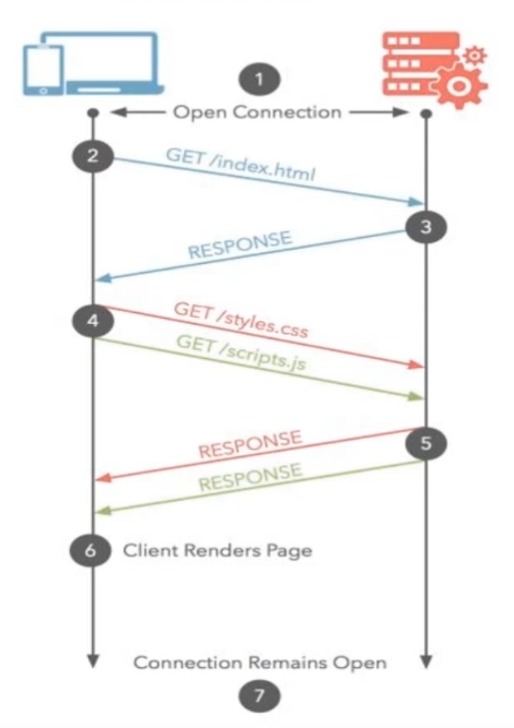 1
Open Connection
2
GET /index.html
3
RESPONSE
4
GET /styles.css
GET /scripts.js
5
RESPONSE
RESPONSE
6 Client Renders Page
Connection Remains Open
7